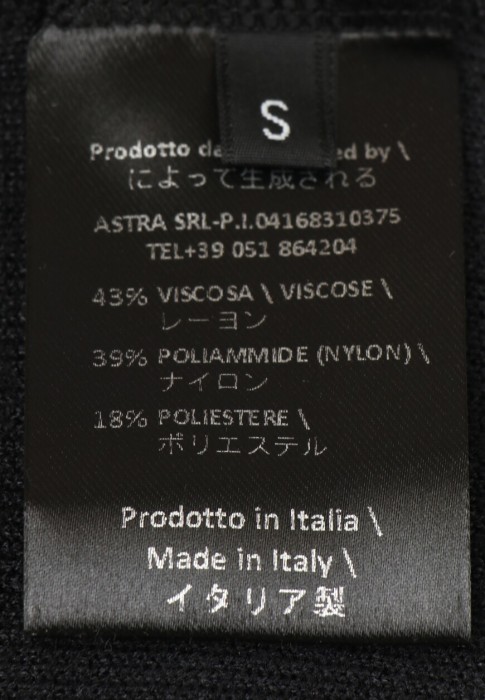 S
Prodotto da ed by \
によって生成される
ASTRA SRL-P.I.04168310375
TEL+39 051 864204
43% VISCOSA \ VISCOSE \
レーヨン
39% POLIAMMIDE (NYLON) \
ナイロン
18% POLIESTERE \
ポリエステル
Prodotto in Italia \
Made in Italy \
イタリア製